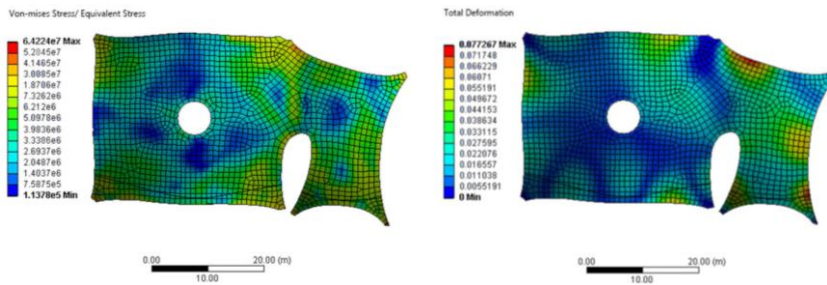 Von-mises Stress/ Equivalent Stress
6.4224e7 Max
5.2845e7
4.1465e7
3.0085e7
1.8706e7
7.3262e6
6.212e6
5.0978e6
3.9836e6
3.3386e6
2.6937e6
2.0487e6
1.4037e6
7.5875e5
1.1378e5 Min
0.00
20.00 (m)
10.00
Total Deformation
0.077267 Max
0.071748
0.066229
0.06071
0.055191
0.049672
0.044153
0.038634
0.033115
0.027595
0.022076
0.016557
0.011038
0.0055191
0 Min
0.00
20.00 (m)
10.00